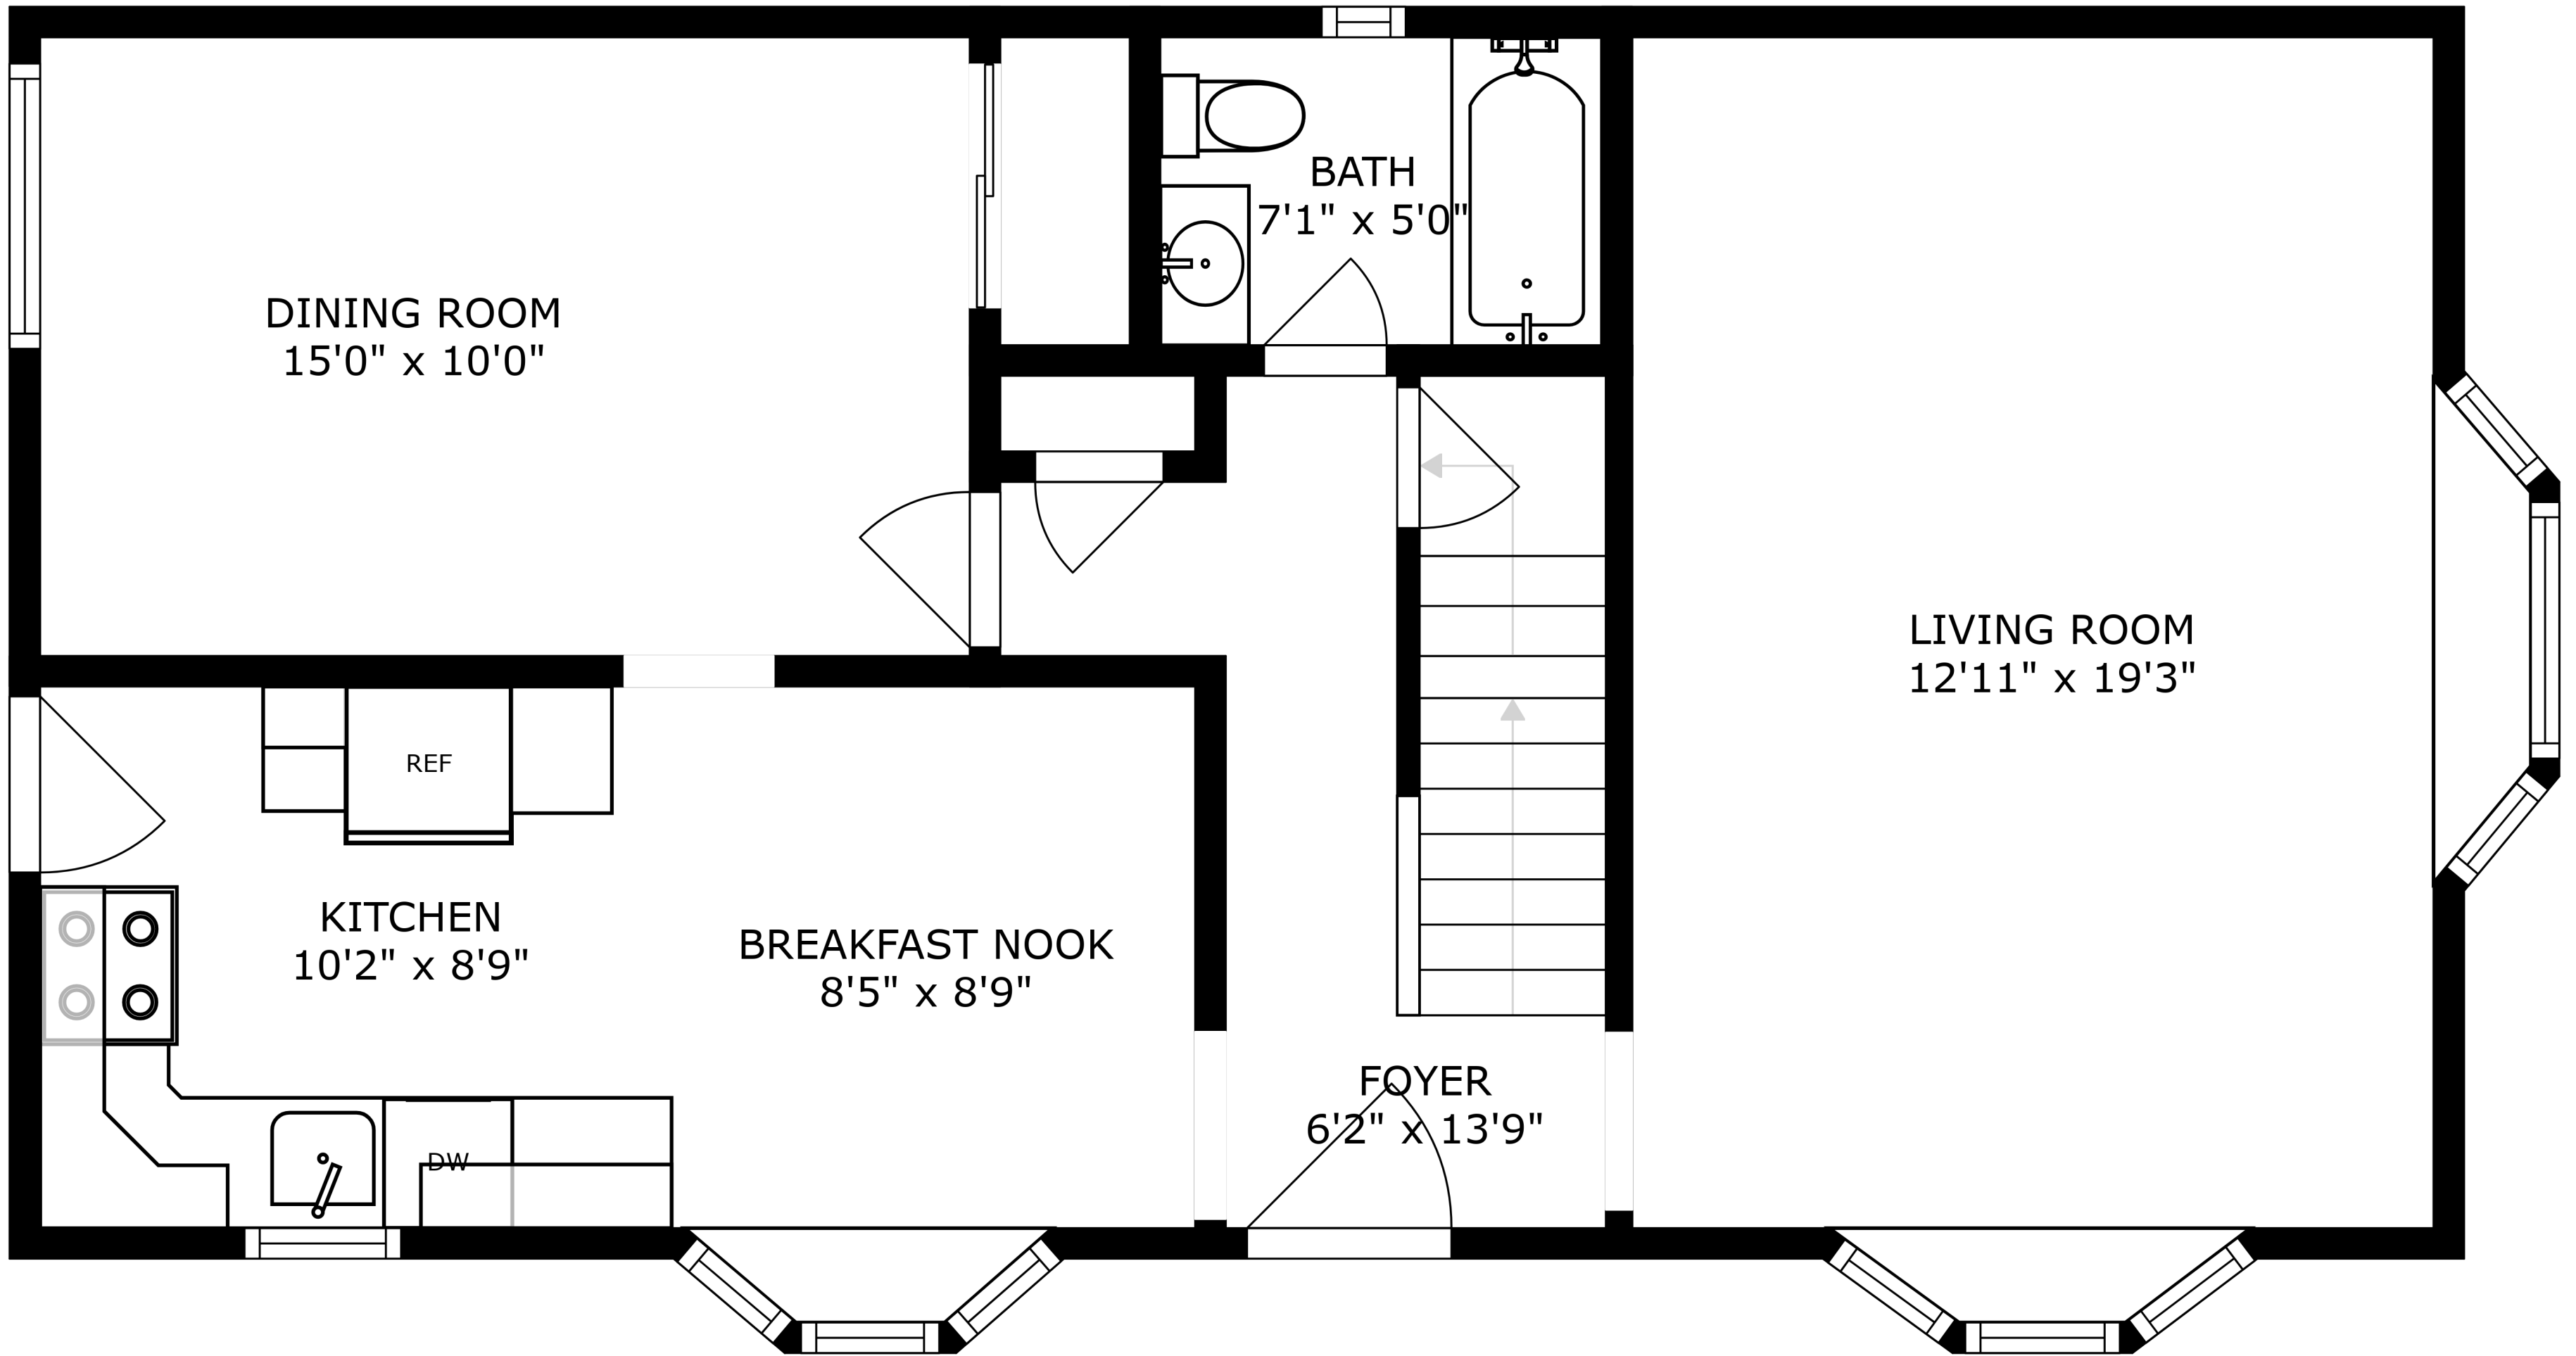 BATH
7'1" x 5'0"
DINING ROOM
15'0" x 10'0"
LIVING ROOM
12'11" x 19'3"
REF
KITCHEN
10'2" x 8'9"
BREAKFAST NOOK
8'5" x 8'9"
FOYER
6'2" x 13'9"
DW